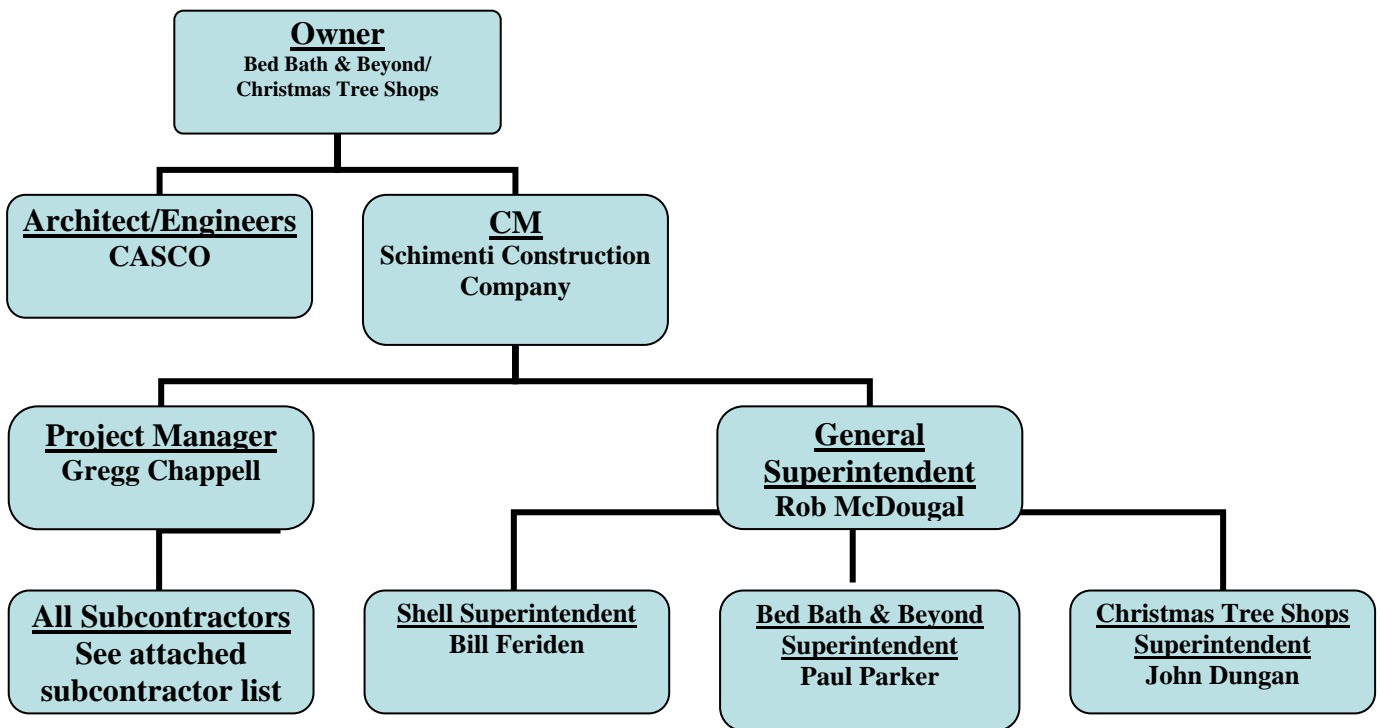 Owner
Bed Bath & Beyond/
Christmas Tree Shops
Architect/Engineers
CASCO
CM
Schimenti Construction
Company
Project Manager
Gregg Chappell
General
Superintendent
Rob McDougal
All Subcontractors
See attached
subcontractor list
Shell Superintendent
Bill Feriden
Bed Bath & Beyond
Superintendent
Paul Parker
Christmas Tree Shops
Superintendent
John Dungan